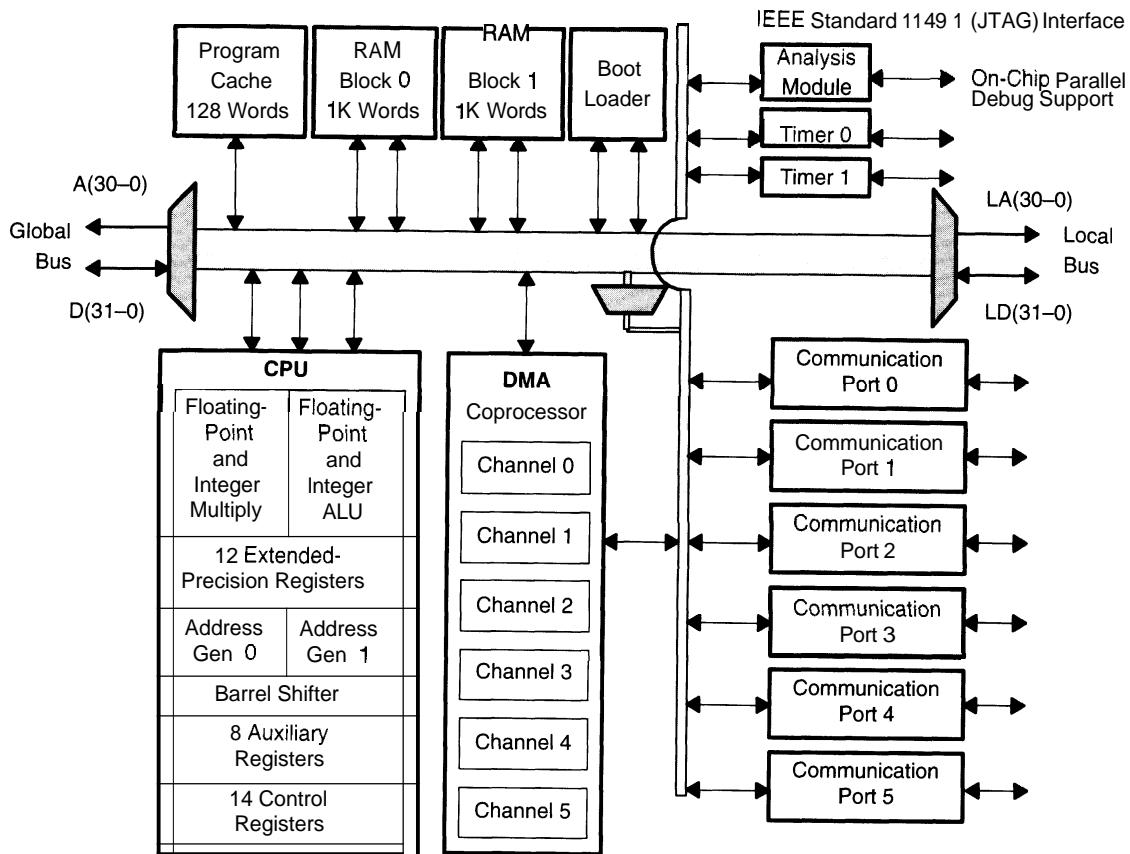 IEEE Standard 1149 1 (JTAG) Interface
Program
Cache
128 Words
RAM
Block 0
1K Words
RAM
Block 1
1K Words
Boot
Loader
Analysis
Module
On-Chip Parallel
Debug Support
Timer 0
Timer 1
A(30–0)
Global
Bus
D(31–0)
LA(30–0)
Local
Bus
LD(31–0)
CPU
Floating-
Point
and
Integer
Multiply
Floating-
Point
and
Integer
ALU
12 Extended-
Precision Registers
Address
Gen 0
Address
Gen 1
Barrel Shifter
8 Auxiliary
Registers
14 Control
Registers
DMA
Coprocessor
Channel 0
Channel 1
Channel 2
Channel 3
Channel 4
Channel 5
Communication
Port 0
Communication
Port 1
Communication
Port 2
Communication
Port 3
Communication
Port 4
Communication
Port 5